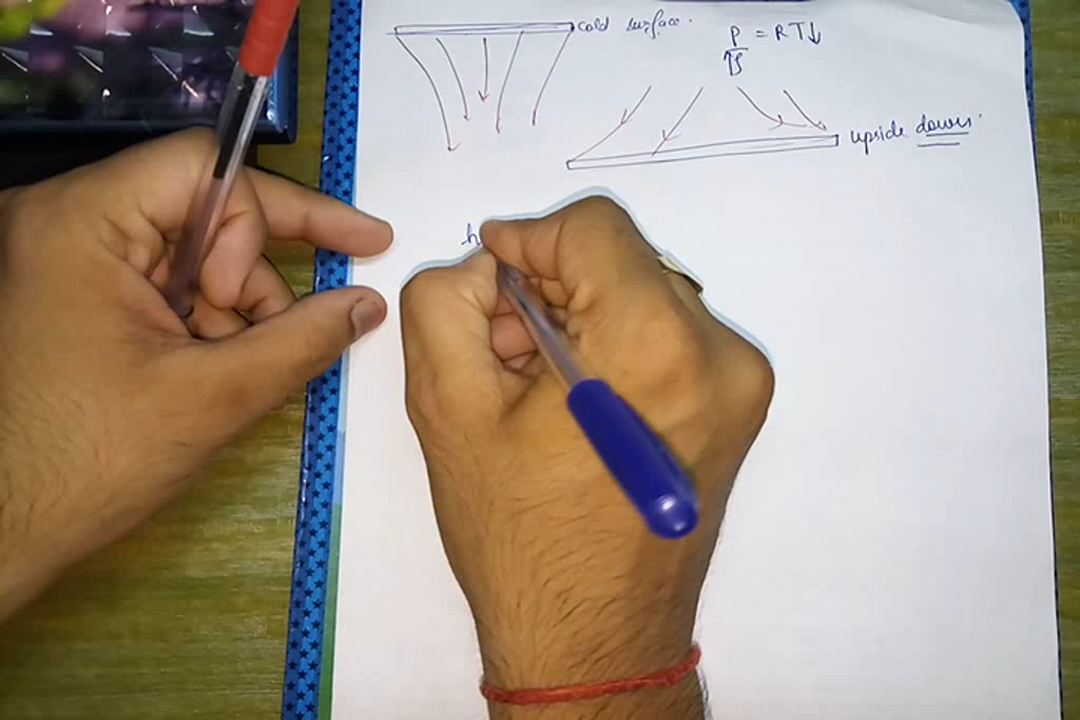 cold surface.
P/↑ρ = RT↓
upside down.
h